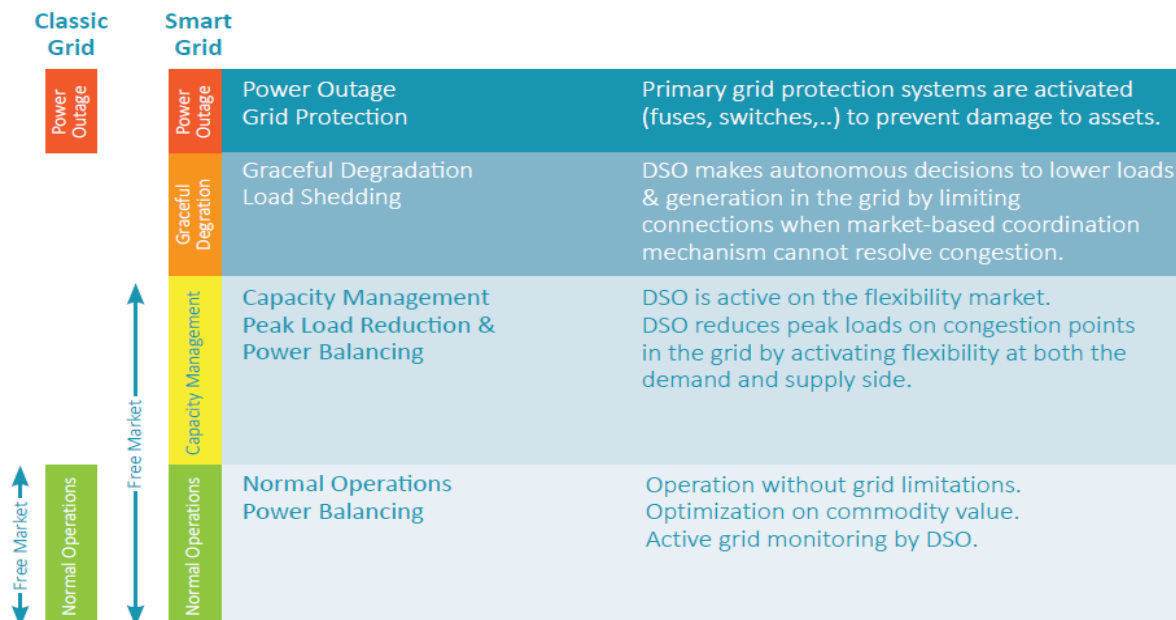 Classic
Grid
Smart
Grid
Power
Outage
Power
Outage
Power Outage
Grid Protection
Primary grid protection systems are activated
(fuses, switches,..) to prevent damage to assets.
Graceful
Degration
Graceful Degradation
Load Shedding
DSO makes autonomous decisions to lower loads
& generation in the grid by limiting
connections when market-based coordination
mechanism cannot resolve congestion.
Free Market
Capacity Management
Capacity Management
Peak Load Reduction &
Power Balancing
DSO is active on the flexibility market.
DSO reduces peak loads on congestion points
in the grid by activating flexibility at both the
demand and supply side.
Free Market
Normal Operations
Normal Operations
Normal Operations
Power Balancing
Operation without grid limitations.
Optimization on commodity value.
Active grid monitoring by DSO.